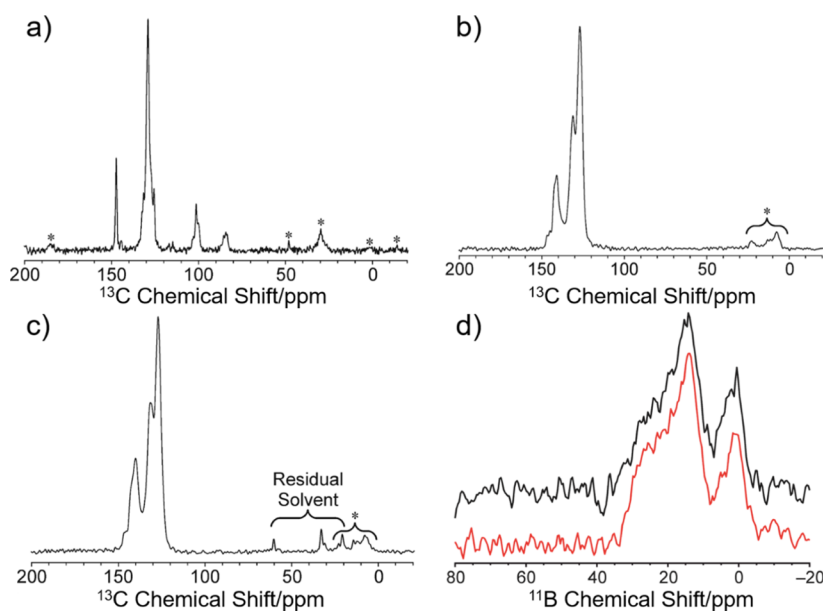 a)
*
*
*
*
*
200
150
100
50
0
¹³C Chemical Shift/ppm
b)
*
200
150
100
50
0
¹³C Chemical Shift/ppm
c)
Residual
Solvent
*
200
150
100
50
0
¹³C Chemical Shift/ppm
d)
80
60
40
20
0
–20
¹¹B Chemical Shift/ppm